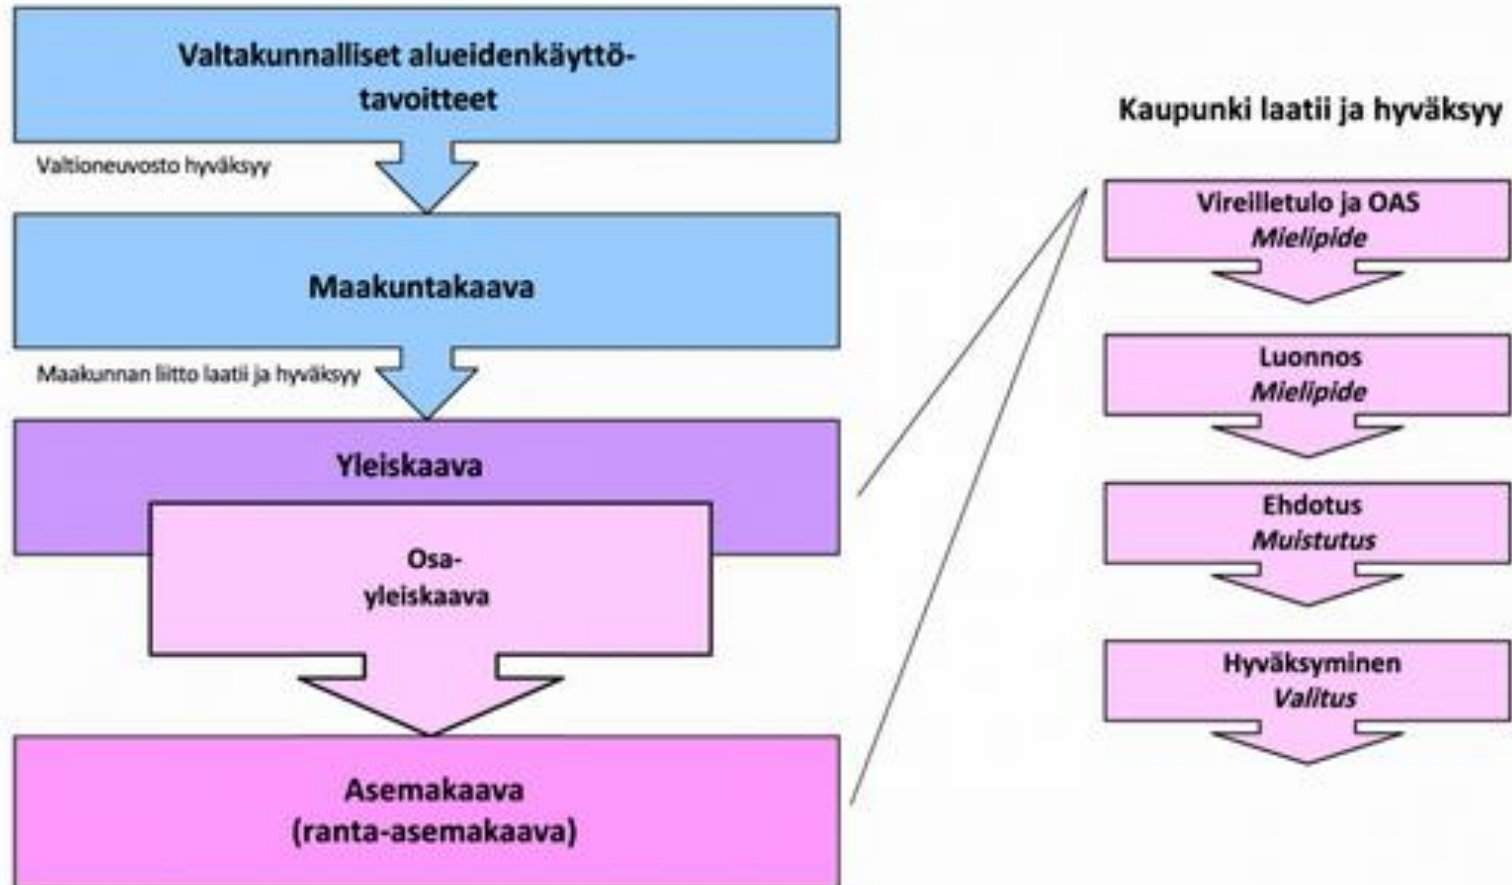 Valtakunnalliset alueidenkäyttö-
tavoitteet
Valtioneuvosto hyväksyy
Maakuntakaava
Maakunnan liitto laatii ja hyväksyy
Yleiskaava
Osa-
yleiskaava
Asemakaava
(ranta-asemakaava)
Kaupunki laatii ja hyväksyy
Vireilletulo ja OAS
Mielipide
Luonnos
Mielipide
Ehdotus
Muistutus
Hyväksyminen
Valitus